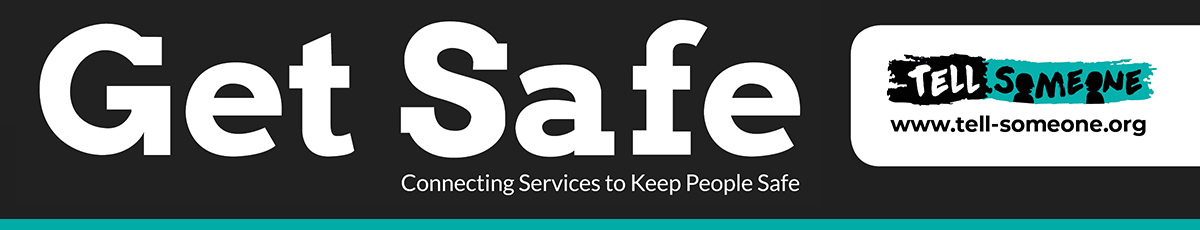 Get Safe
Connecting Services to Keep People Safe
TELL SOMEONE
www.tell-someone.org